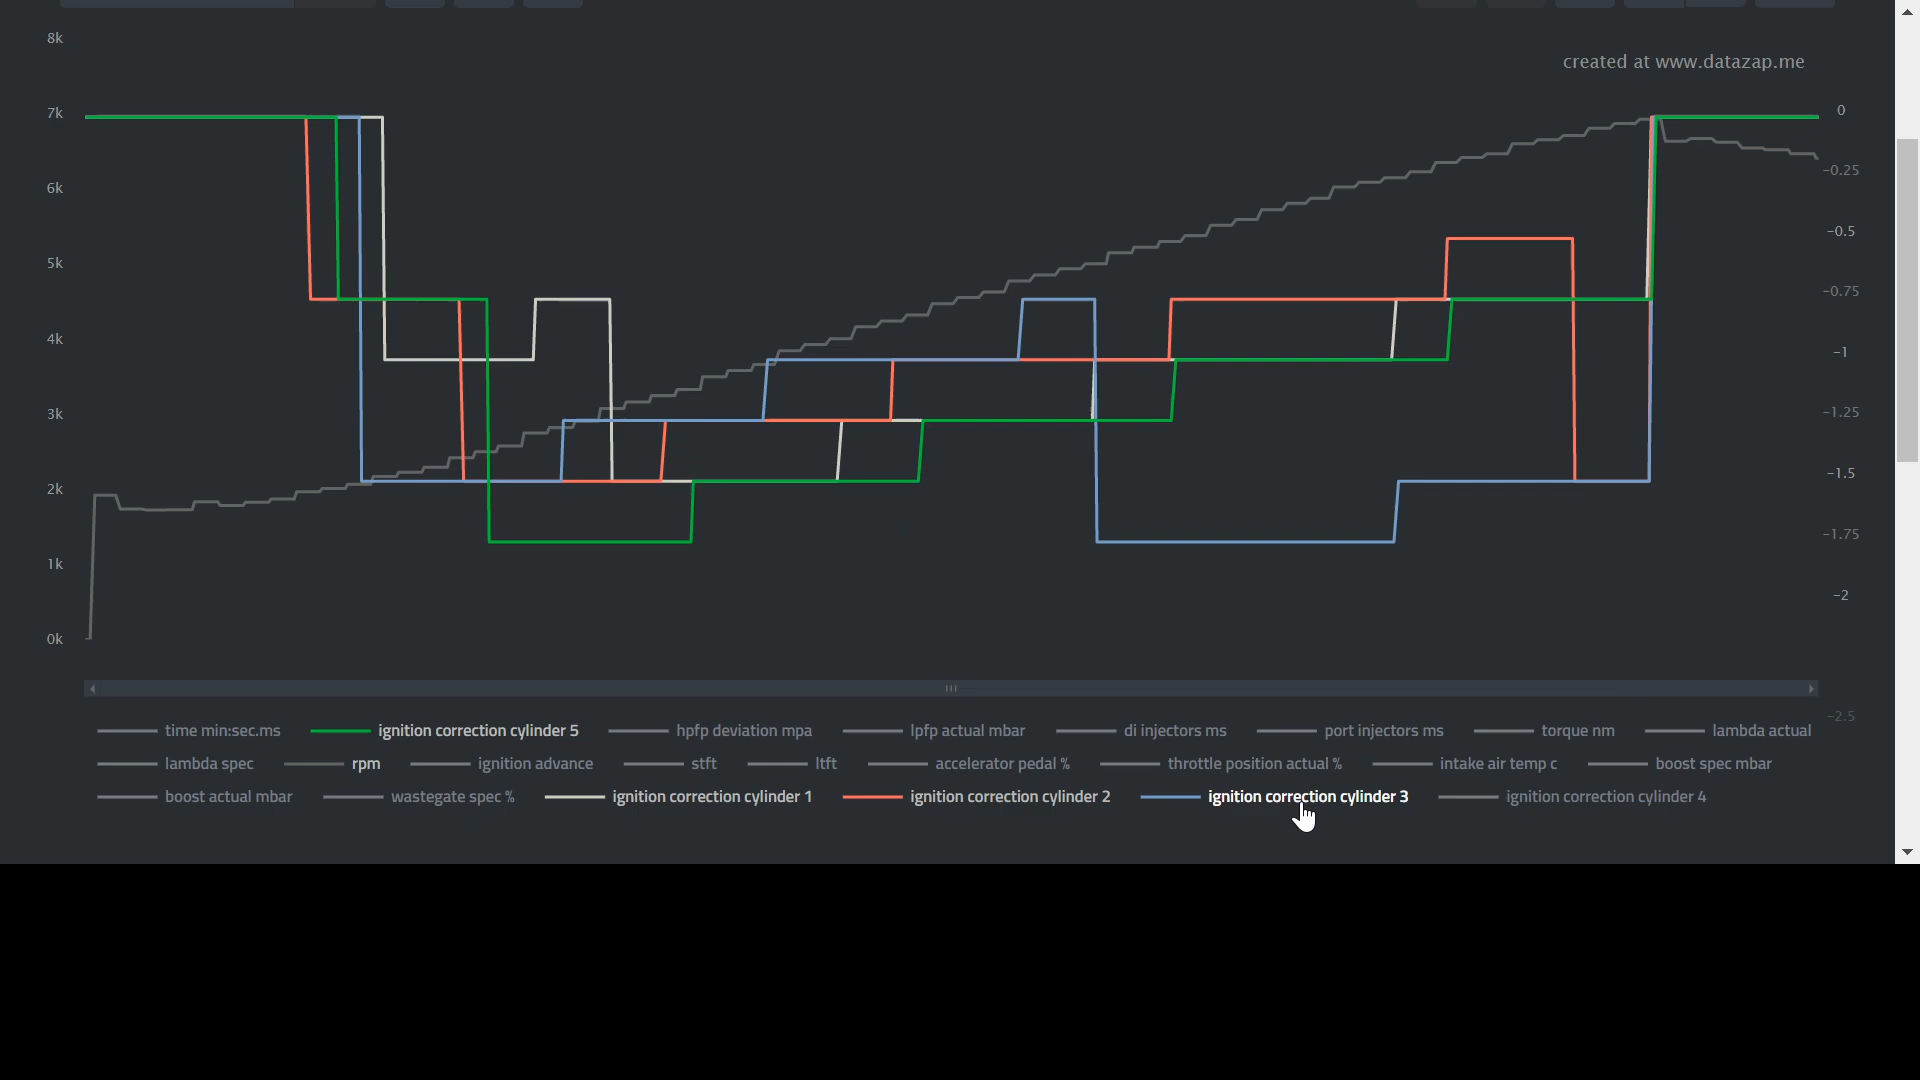 8k
created at www.datazap.me
7k
0
-0.25
6k
-0.5
5k
-0.75
4k
-1
3k
-1.25
-1.5
2k
-1.75
1k
-2
0k
-2.5
time min:sec.ms ignition correction cylinder 5 hpfp deviation mpa lpfp actual mbar di injectors ms port injectors ms torque nm lambda actual
lambda spec rpm ignition advance stft ltft accelerator pedal % throttle position actual % intake air temp c boost spec mbar
boost actual mbar wastegate spec % ignition correction cylinder 1 ignition correction cylinder 2 ignition correction cylinder 3 ignition correction cylinder 4